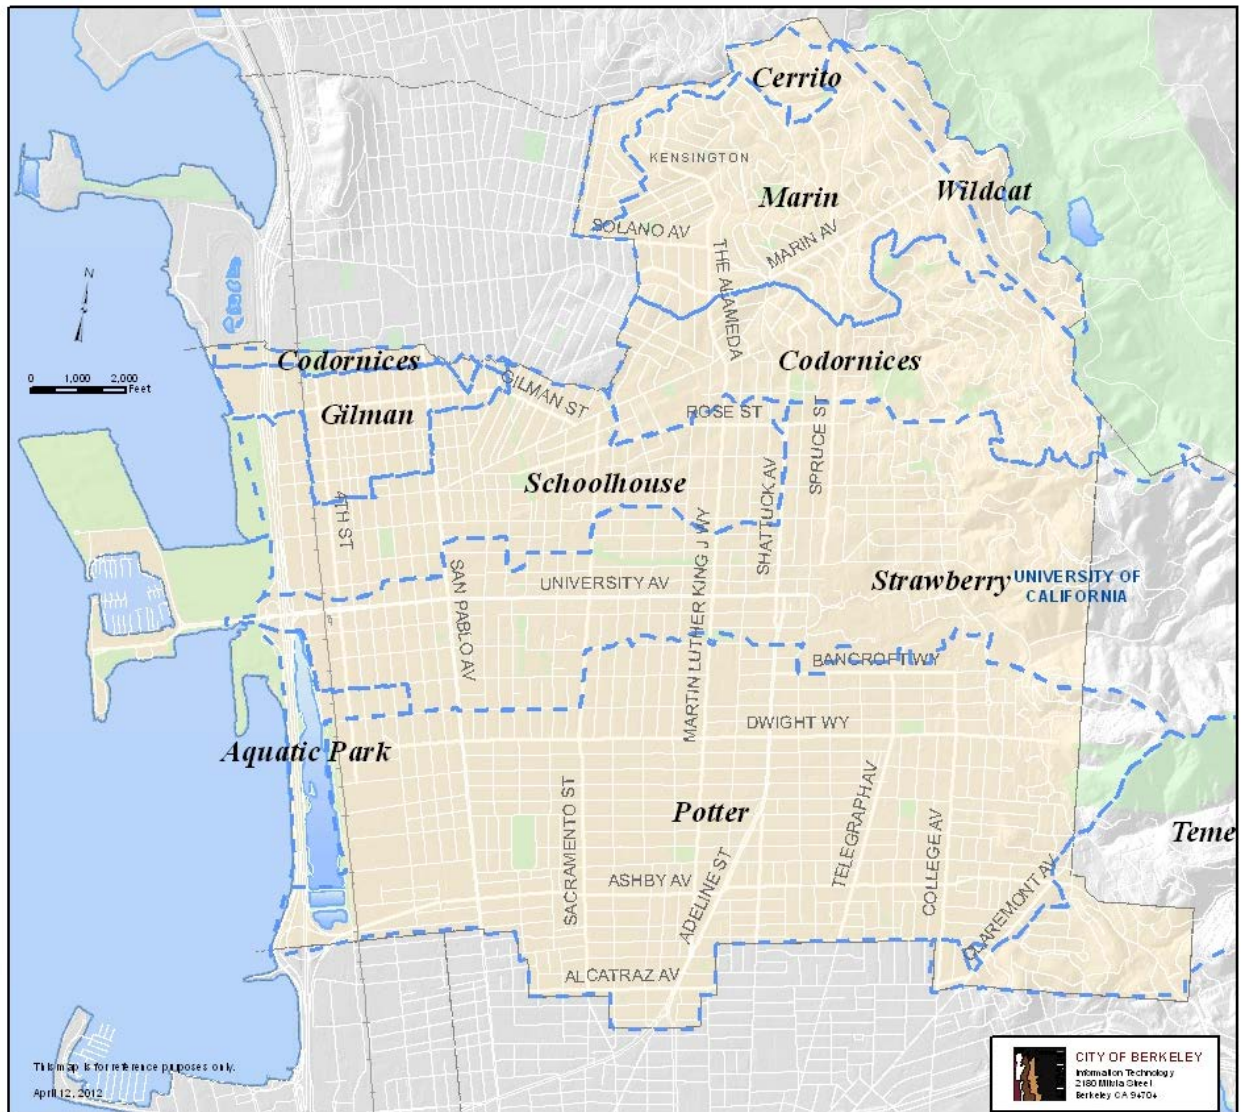 Cerrito
KENSINGTON
Marin
Wildcat
SOLANO AV
MARIN AV
THE ALAMEDA
N
Codornices
Codornices
0 1,000 2,000
Feet
GILMAN ST
Gilman
ROSE ST
SPRUCE ST
Schoolhouse
SHATTUCK AV
4TH ST
MARTIN LUTHER KING J WY
SAN PABLO AV
UNIVERSITY AV
Strawberry
UNIVERSITY OF
CALIFORNIA
BANCROFT WY
DWIGHT WY
Aquatic Park
Potter
SACRAMENTO ST
TELEGRAPH AV
COLLEGE AV
Teme
ASHBY AV
ADELINE ST
CLAREMONT AV
ALCATRAZ AV
This map is for reference purposes only.
April 12, 2012
CITY OF BERKELEY
Information Technology
2180 Milvia Street
Berkeley CA 94704